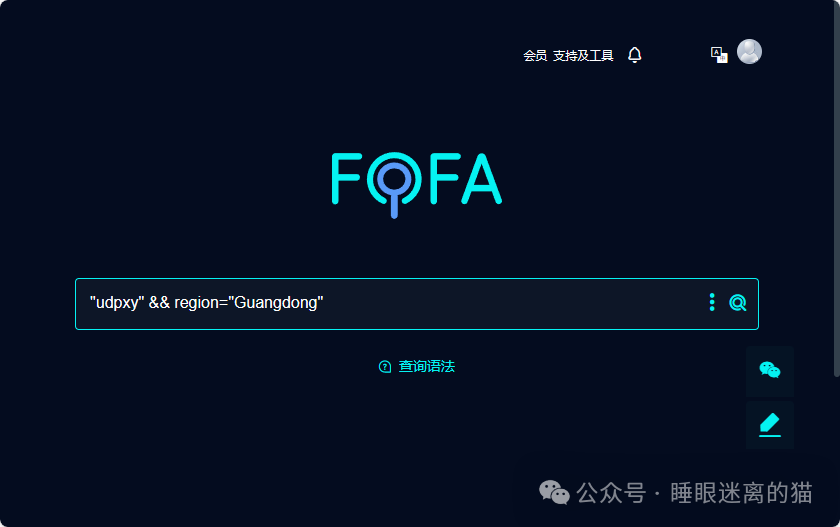 会员 支持及工具
FOFA
"udpxy" && region="Guangdong"
查询语法
公众号 · 睡眼迷离的猫